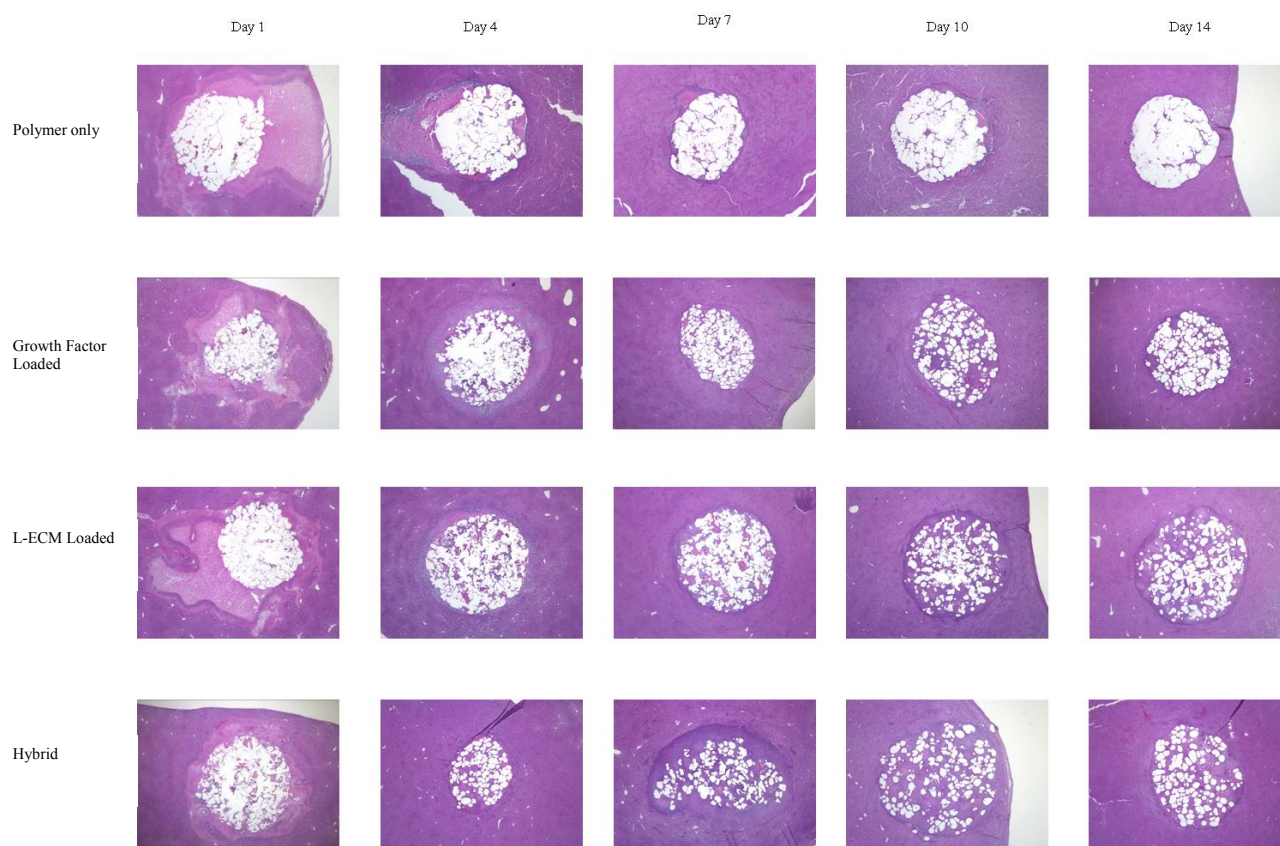 Day 1
Day 4
Day 7
Day 10
Day 14
Polymer only
Growth Factor
Loaded
L-ECM Loaded
Hybrid